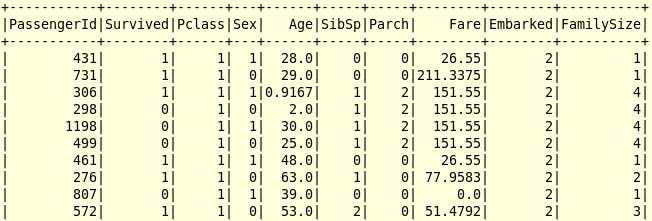 +-----------+--------+------+---+------+-----+-----+--------+--------+----------+
|PassengerId|Survived|Pclass|Sex|   Age|SibSp|Parch|    Fare|Embarked|FamilySize|
+-----------+--------+------+---+------+-----+-----+--------+--------+----------+
|        431|       1|     1|  1|  28.0|    0|    0|   26.55|       2|         1|
|        731|       1|     1|  0|  29.0|    0|    0|211.3375|       2|         1|
|        306|       1|     1|  1|0.9167|    1|    2|  151.55|       2|         4|
|        298|       0|     1|  0|   2.0|    1|    2|  151.55|       2|         4|
|       1198|       0|     1|  1|  30.0|    1|    2|  151.55|       2|         4|
|        499|       0|     1|  0|  25.0|    1|    2|  151.55|       2|         4|
|        461|       1|     1|  1|  48.0|    0|    0|   26.55|       2|         1|
|        276|       1|     1|  0|  63.0|    1|    0| 77.9583|       2|         2|
|        807|       0|     1|  1|  39.0|    0|    0|     0.0|       2|         1|
|        572|       1|     1|  0|  53.0|    2|    0| 51.4792|       2|         3|